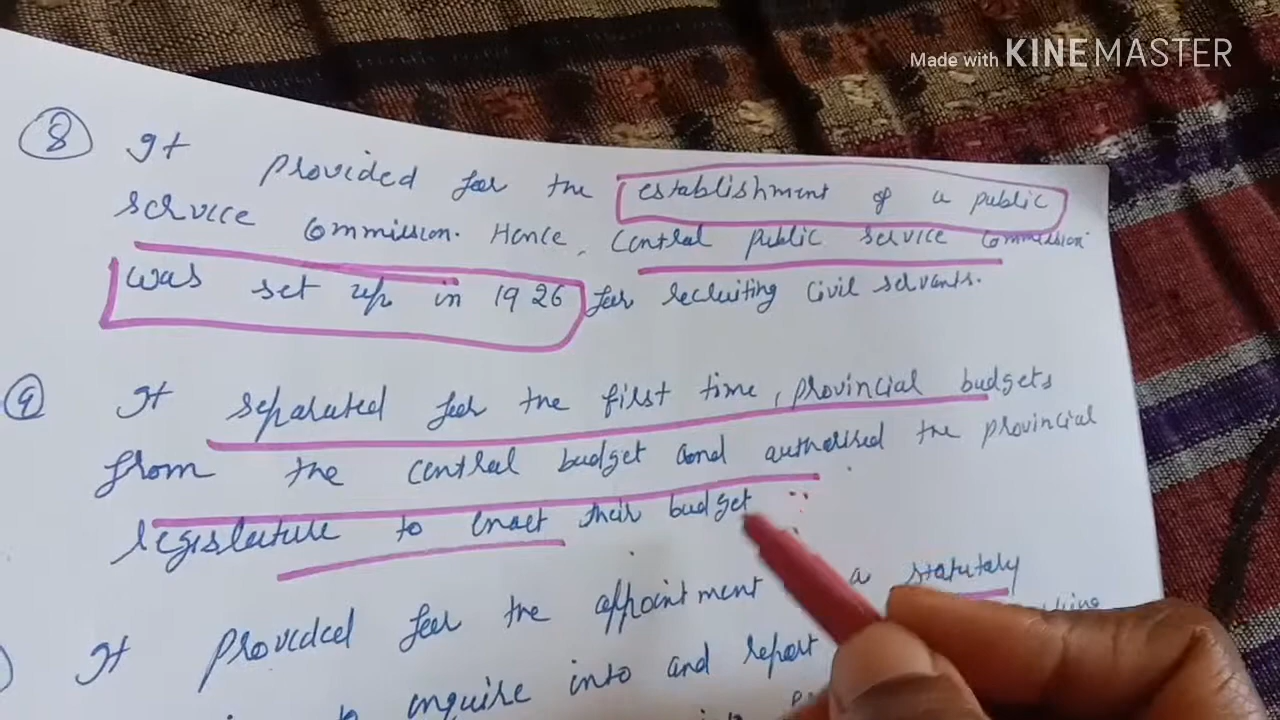 Made with KINEMASTER
8 It provided for the establishment of a public
service commission. Hence, Central public service commission
was set up in 1926 for recruiting civil servants.
9 It separated for the first time, provincial budgets
from the central budget and authorised the provincial
legislature to enact their budget
It provided for the appointment a statutary
to inquire into and report